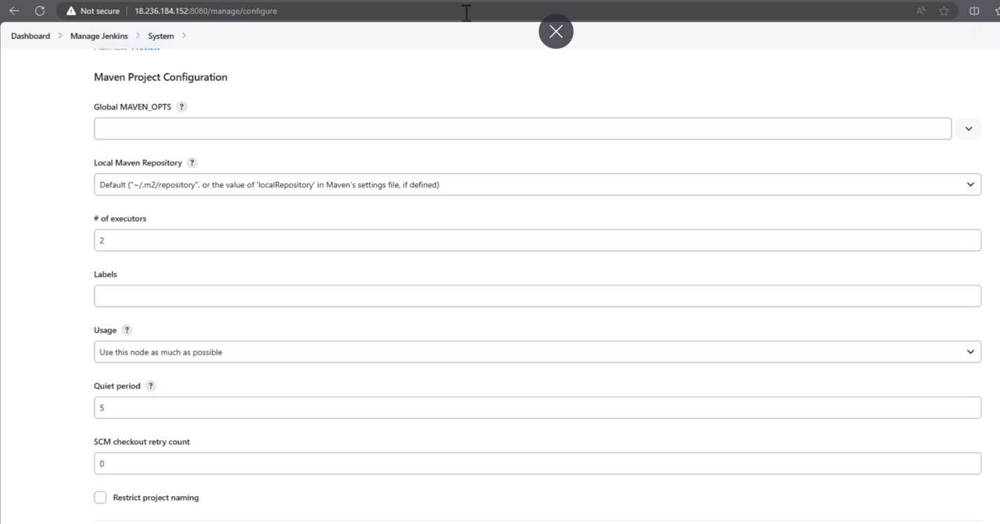 Not secure 18.236.184.152:8080/manage/configure
Dashboard > Manage Jenkins > System >
Plain text Preview
Maven Project Configuration
Global MAVEN_OPTS ?
Local Maven Repository ?
Default ("~/.m2/repository", or the value of 'localRepository' in Maven's settings file, if defined)
# of executors
2
Labels
Usage ?
Use this node as much as possible
Quiet period ?
5
SCM checkout retry count
0
Restrict project naming